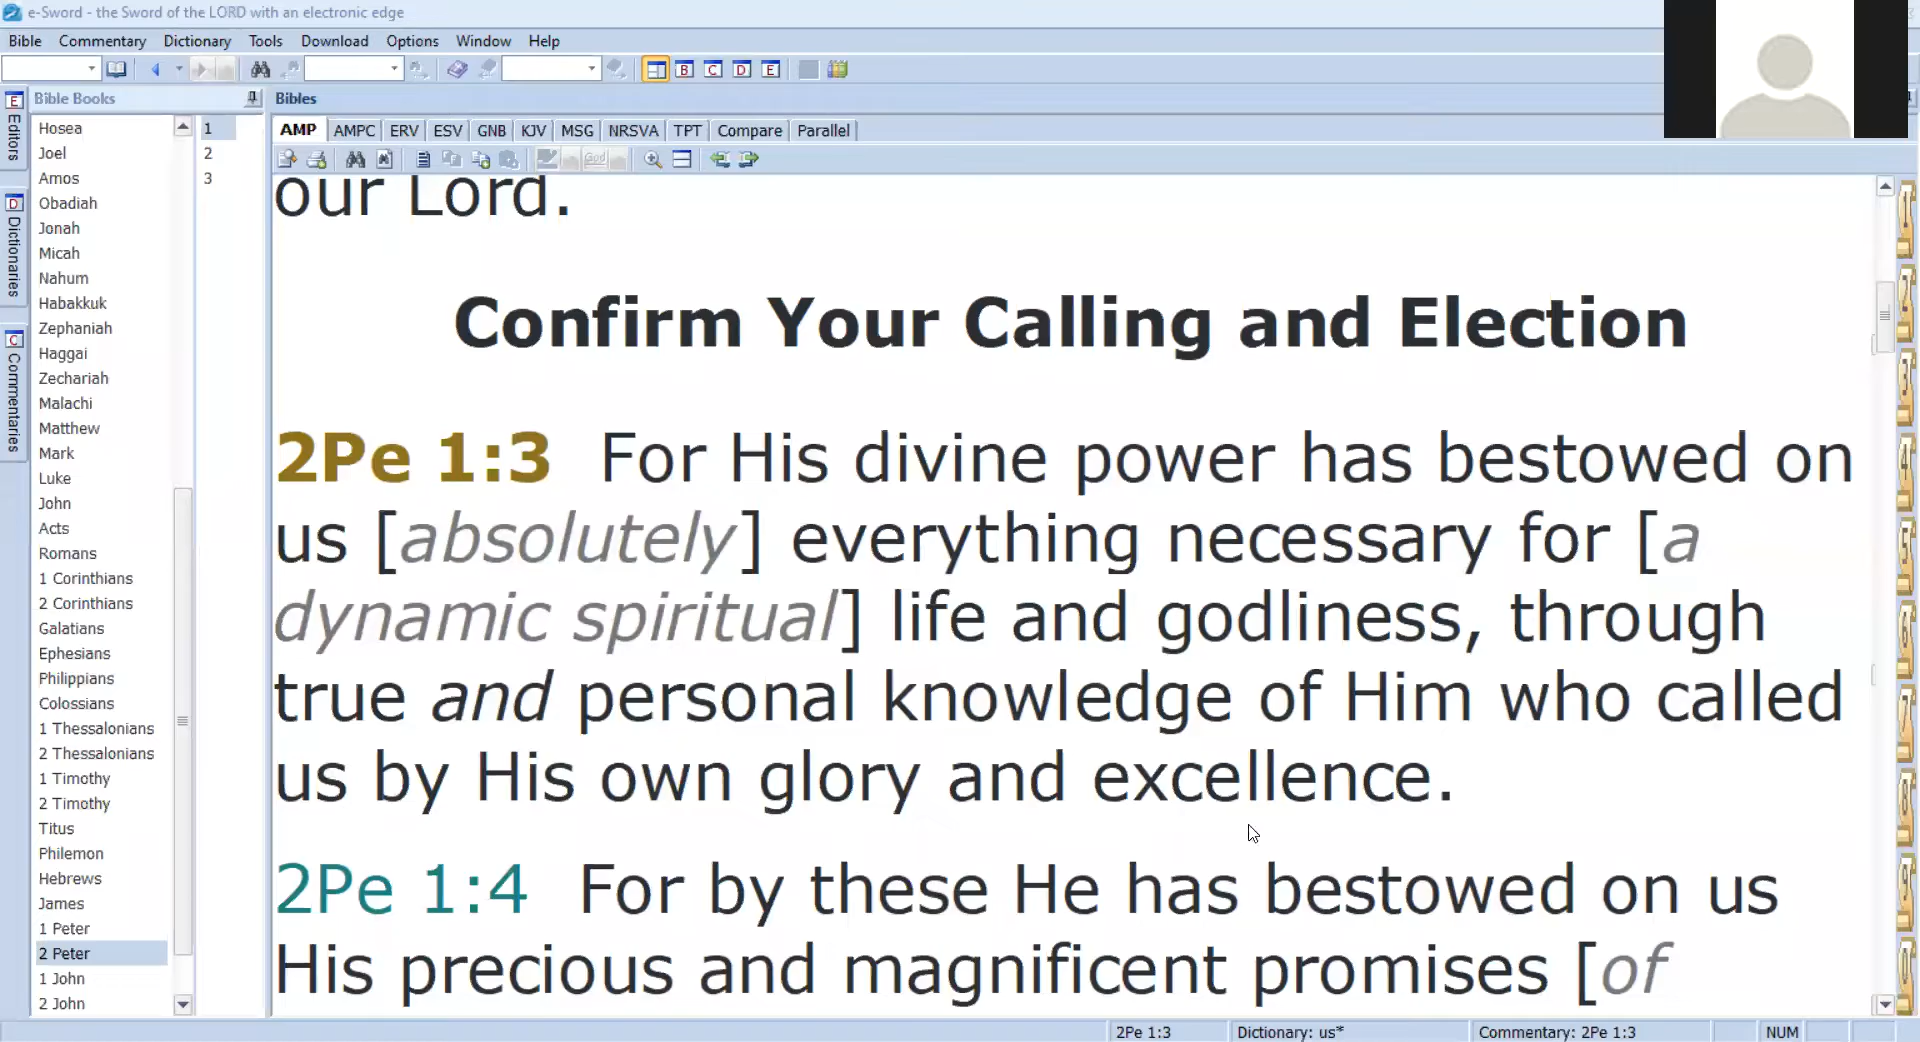 e-Sword - the Sword of the LORD with an electronic edge
Bible Commentary Dictionary Tools Download Options Window Help
B C D E
E Editors
D Dictionaries
C Commentaries
Bible Books
Hosea
Joel
Amos
Obadiah
Jonah
Micah
Nahum
Habakkuk
Zephaniah
Haggai
Zechariah
Malachi
Matthew
Mark
Luke
John
Acts
Romans
1 Corinthians
2 Corinthians
Galatians
Ephesians
Philippians
Colossians
1 Thessalonians
2 Thessalonians
1 Timothy
2 Timothy
Titus
Philemon
Hebrews
James
1 Peter
2 Peter
1 John
2 John
1
2
3
Bibles
AMP AMPC ERV ESV GNB KJV MSG NRSVA TPT Compare Parallel
God
our Lord.
Confirm Your Calling and Election
2Pe 1:3 For His divine power has bestowed on
us [absolutely] everything necessary for [a
dynamic spiritual] life and godliness, through
true and personal knowledge of Him who called
us by His own glory and excellence.
2Pe 1:4 For by these He has bestowed on us
His precious and magnificent promises [of
2Pe 1:3 Dictionary: us* Commentary: 2Pe 1:3 NUM